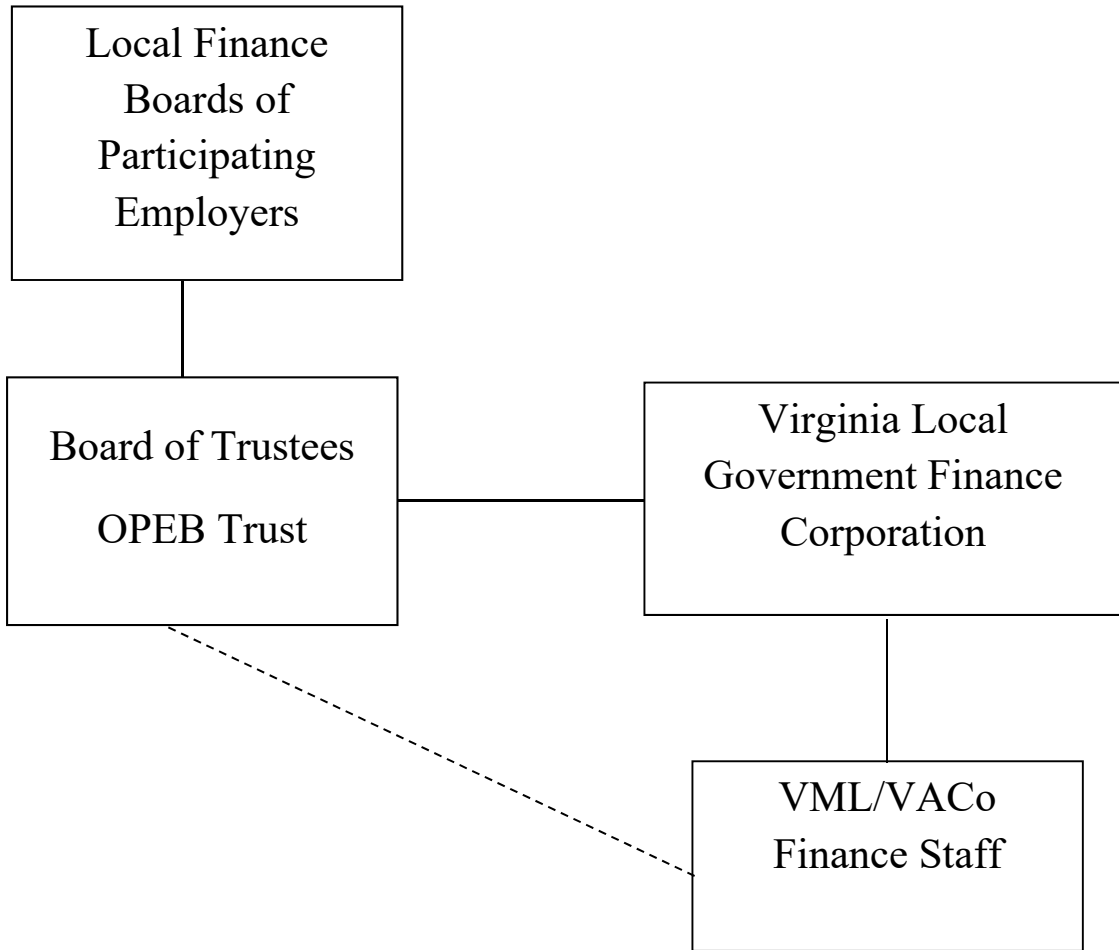 Local Finance
Boards of
Participating
Employers
Board of Trustees
OPEB Trust
Virginia Local
Government Finance
Corporation
VML/VACo
Finance Staff